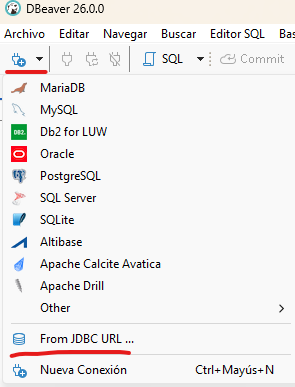 DBeaver 26.0.0
Archivo Editar Navegar Buscar Editor SQL Bas
SQL Commit
MariaDB
MySQL
DB2 Db2 for LUW
Oracle
PostgreSQL
SQL Server
SQLite
Altibase
Apache Calcite Avatica
Apache Drill
Other
From JDBC URL ...
Nueva Conexión Ctrl+Mayús+N